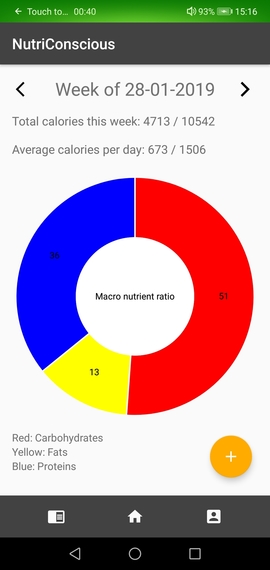 Touch to... 00:40 93% 15:16
NutriConscious
Week of 28-01-2019
Total calories this week: 4713 / 10542
Average calories per day: 673 / 1506
36
51
Macro nutrient ratio
13
Red: Carbohydrates
Yellow: Fats
Blue: Proteins
+